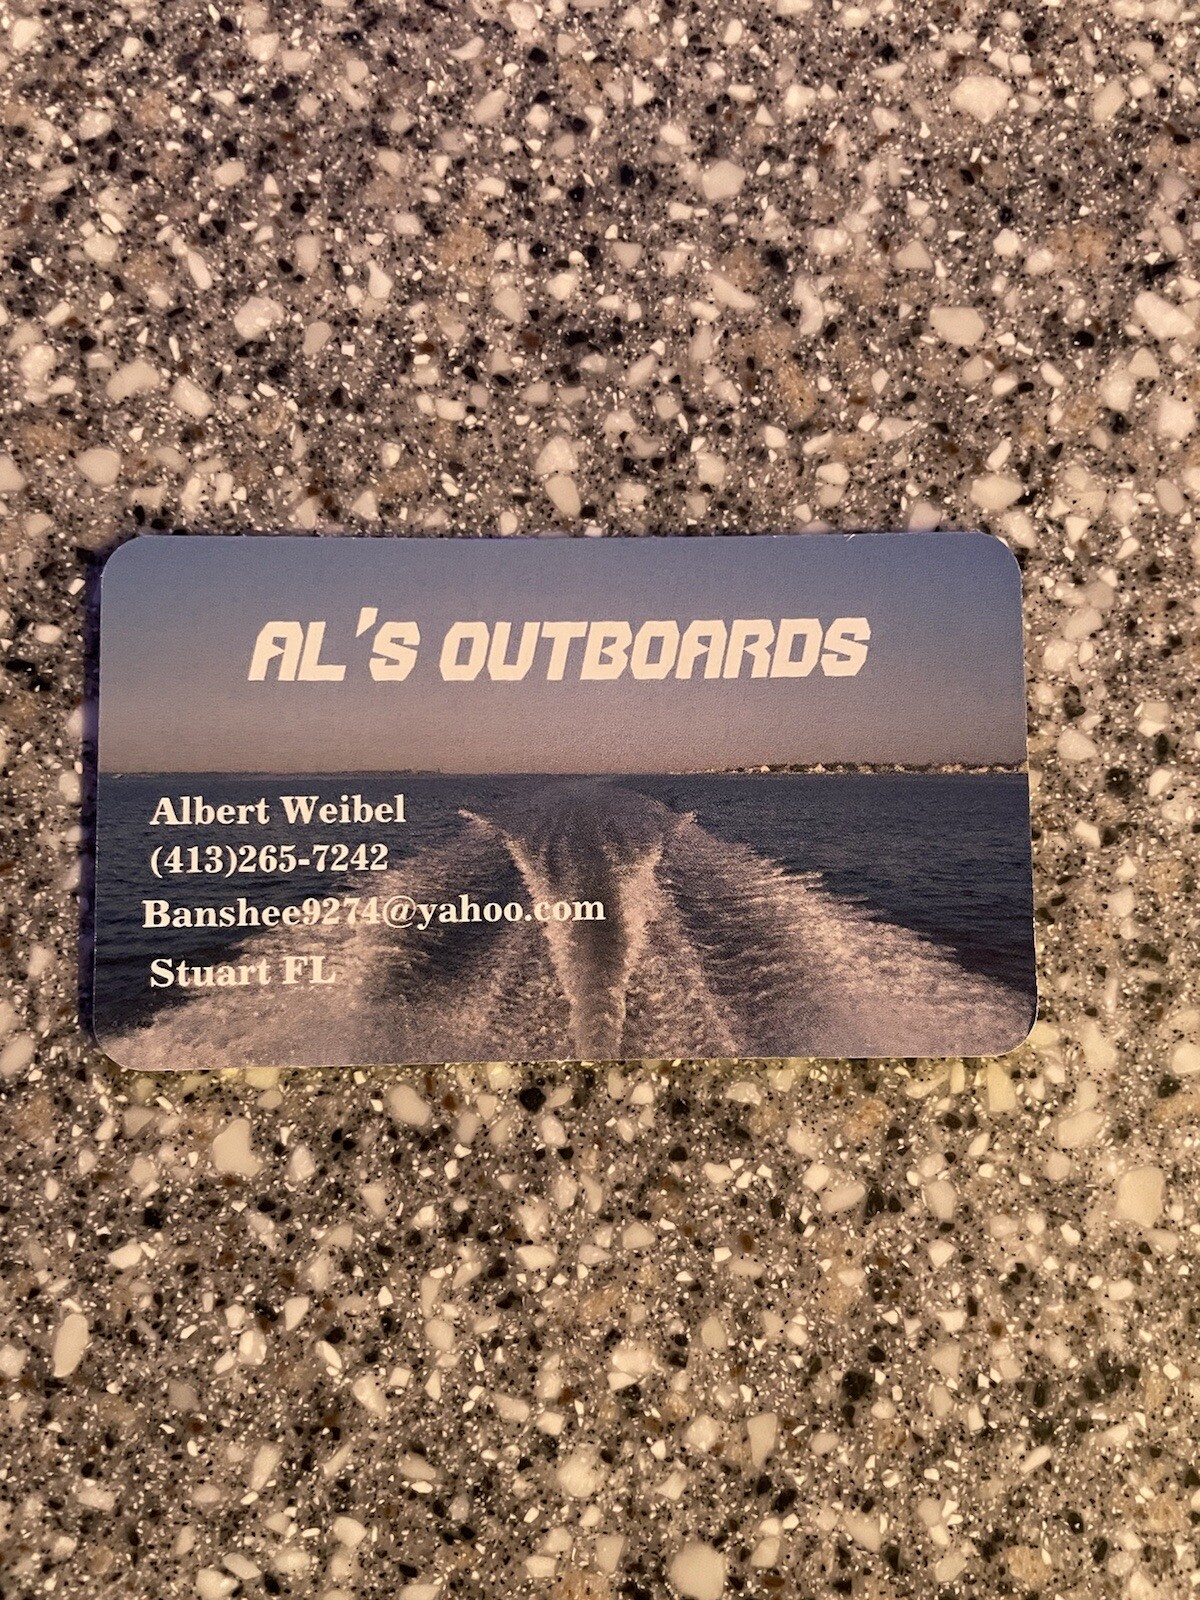 AL'S OUTBOARDS
Albert Weibel
(413)265-7242
Banshee9274@yahoo.com
Stuart FL